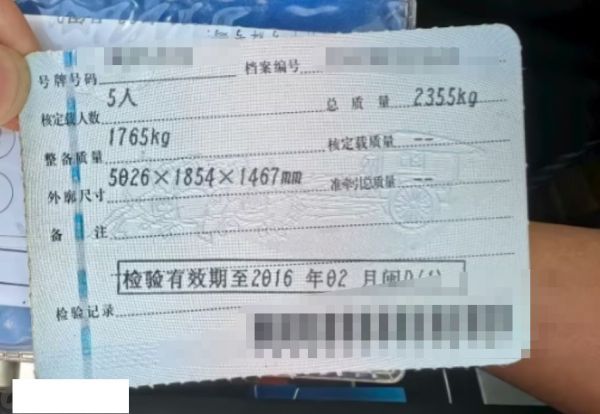 号牌号码 档案编号
核定载人数 5人 总质量 2355kg
整备质量 1765kg 核定载质量 --
外廓尺寸 5026×1854×1467mm 准牵引总质量 --
备注
检验有效期至2016年02月闽D(
检验记录